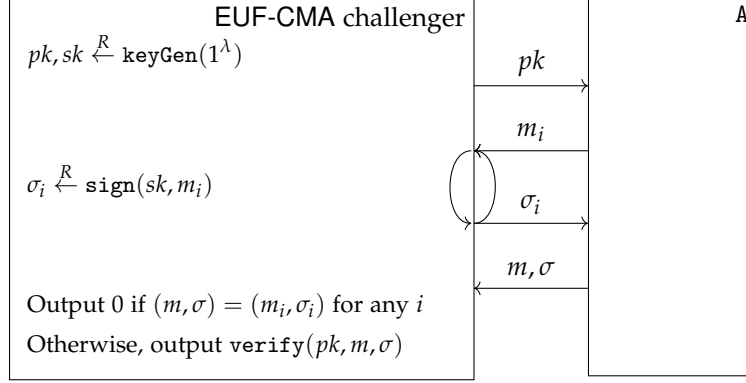 EUF-CMA challenger
A
pk, sk ←R keyGen(1^λ)
pk
m_i
σ_i ←R sign(sk, m_i)
σ_i
m, σ
Output 0 if (m, σ) = (m_i, σ_i) for any i
Otherwise, output verify(pk, m, σ)